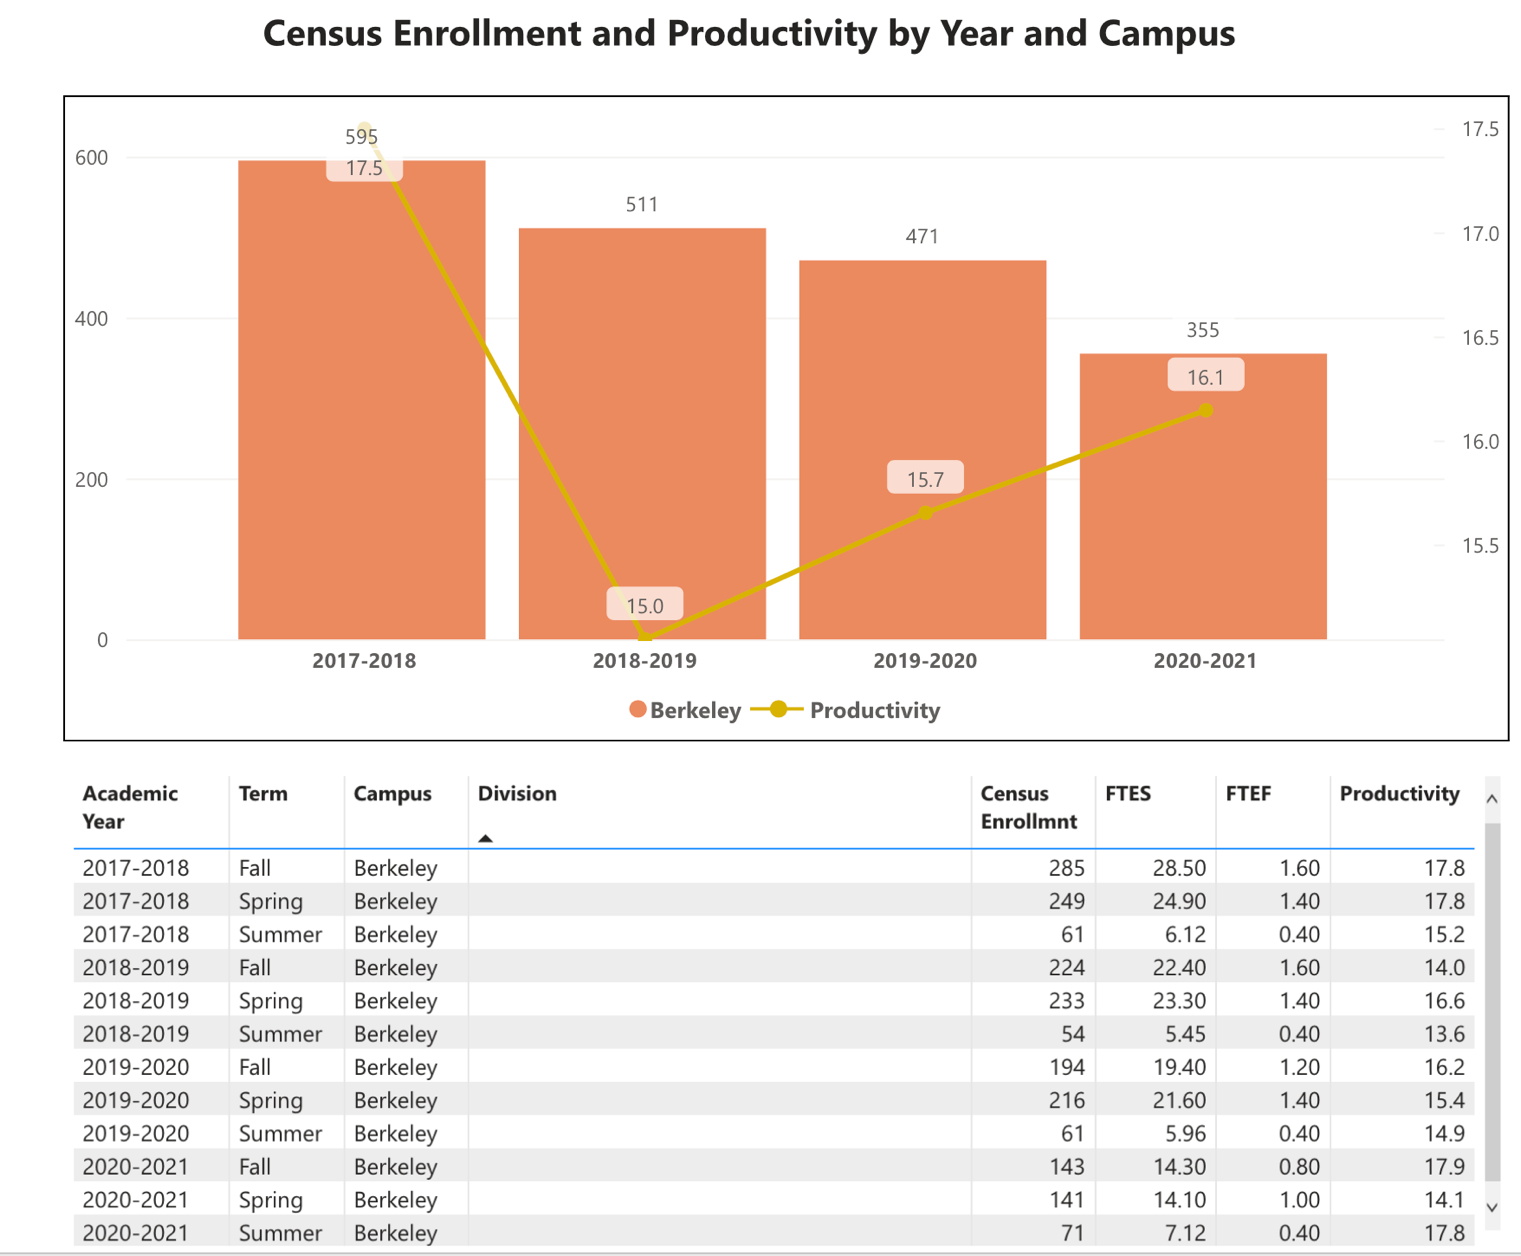 Census Enrollment and Productivity by Year and Campus
595
17.5
600
17.5
511
17.0
471
400
355
16.5
16.1
16.0
200
15.7
15.5
15.0
0
2017-2018 2018-2019 2019-2020 2020-2021
Berkeley Productivity
Academic Year Term Campus Division Census Enrollmnt FTES FTEF Productivity
2017-2018 Fall Berkeley 285 28.50 1.60 17.8
2017-2018 Spring Berkeley 249 24.90 1.40 17.8
2017-2018 Summer Berkeley 61 6.12 0.40 15.2
2018-2019 Fall Berkeley 224 22.40 1.60 14.0
2018-2019 Spring Berkeley 233 23.30 1.40 16.6
2018-2019 Summer Berkeley 54 5.45 0.40 13.6
2019-2020 Fall Berkeley 194 19.40 1.20 16.2
2019-2020 Spring Berkeley 216 21.60 1.40 15.4
2019-2020 Summer Berkeley 61 5.96 0.40 14.9
2020-2021 Fall Berkeley 143 14.30 0.80 17.9
2020-2021 Spring Berkeley 141 14.10 1.00 14.1
2020-2021 Summer Berkeley 71 7.12 0.40 17.8